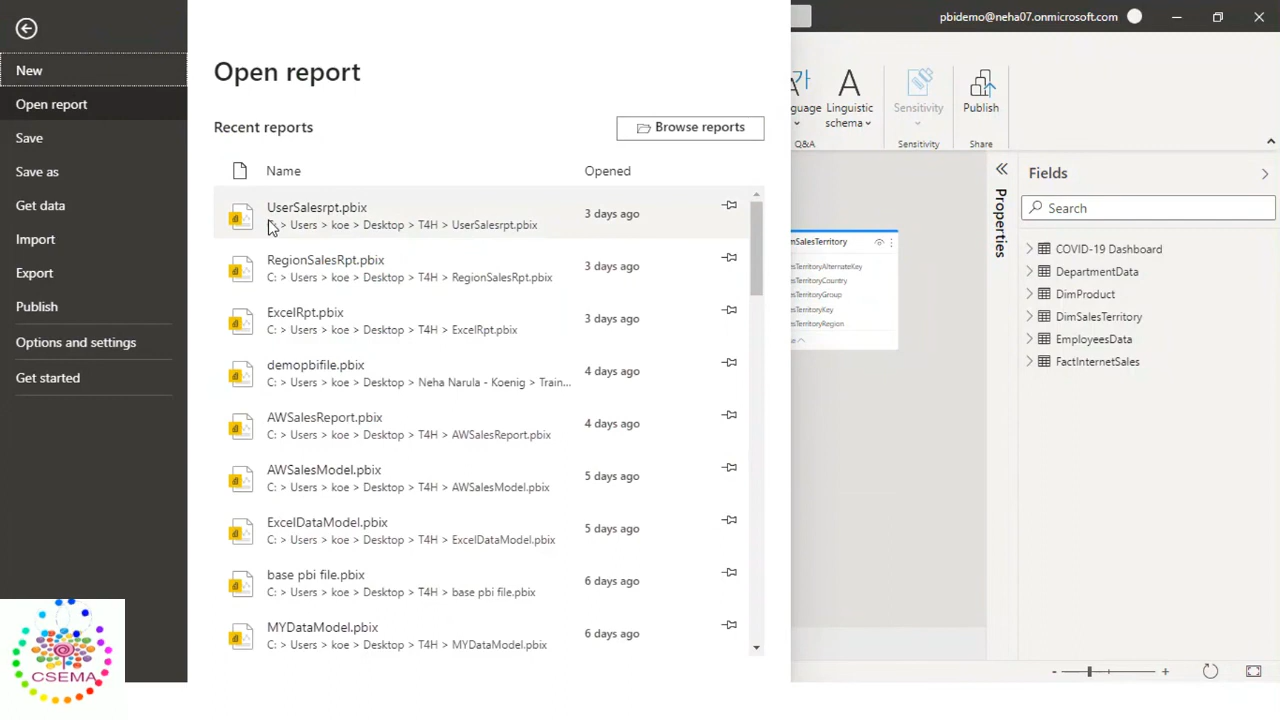 pbidemo@neha07.onmicrosoft.com
New
Open report
Save
Save as
Get data
Import
Export
Publish
Options and settings
Get started
Open report
Recent reports
Browse reports
Name
Opened
UserSalesrpt.pbix
C: > Users > koe > Desktop > T4H > UserSalesrpt.pbix
3 days ago
RegionSalesRpt.pbix
C: > Users > koe > Desktop > T4H > RegionSalesRpt.pbix
3 days ago
ExcelRpt.pbix
C: > Users > koe > Desktop > T4H > ExcelRpt.pbix
3 days ago
demopbifile.pbix
C: > Users > koe > Desktop > Neha Narula - Koenig > Train...
4 days ago
AWSalesReport.pbix
C: > Users > koe > Desktop > T4H > AWSalesReport.pbix
4 days ago
AWSalesModel.pbix
C: > Users > koe > Desktop > T4H > AWSalesModel.pbix
5 days ago
ExcelDataModel.pbix
C: > Users > koe > Desktop > T4H > ExcelDataModel.pbix
5 days ago
base pbi file.pbix
C: > Users > koe > Desktop > T4H > base pbi file.pbix
6 days ago
MYDataModel.pbix
C: > Users > koe > Desktop > T4H > MYDataModel.pbix
6 days ago
guage
Linguistic
schema
Q&A
Sensitivity
Sensitivity
Publish
Share
mSalesTerritory
esTerritoryAlternateKey
esTerritoryCountry
esTerritoryGroup
esTerritoryKey
esTerritoryRegion
Properties
Fields
Search
COVID-19 Dashboard
DepartmentData
DimProduct
DimSalesTerritory
EmployeesData
FactInternetSales
CSEMA